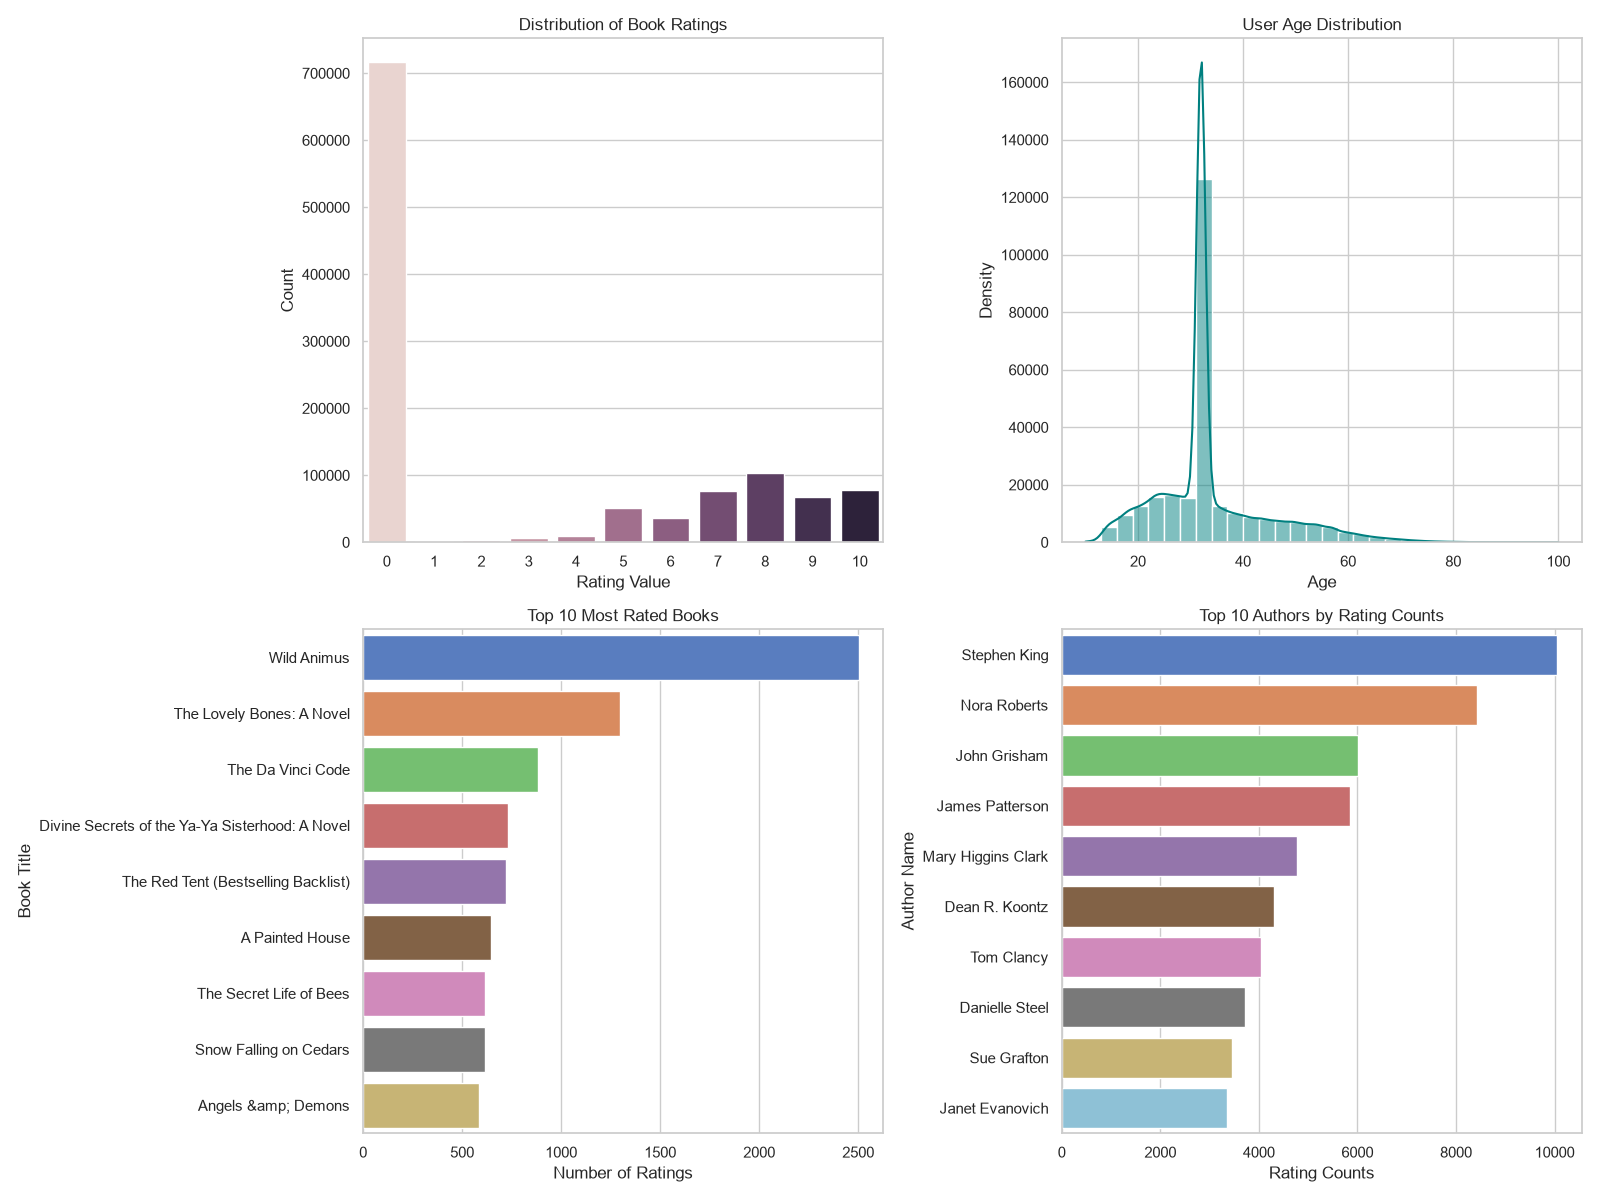 Distribution of Book Ratings
700000
600000
500000
400000
300000
200000
100000
0
Count
0 1 2 3 4 5 6 7 8 9 10
Rating Value
User Age Distribution
160000
140000
120000
100000
80000
60000
40000
20000
0
Density
20 40 60 80 100
Age
Top 10 Most Rated Books
Book Title
Wild Animus
The Lovely Bones: A Novel
The Da Vinci Code
Divine Secrets of the Ya-Ya Sisterhood: A Novel
The Red Tent (Bestselling Backlist)
A Painted House
The Secret Life of Bees
Snow Falling on Cedars
Angels &amp; Demons
0 500 1000 1500 2000 2500
Number of Ratings
Top 10 Authors by Rating Counts
Author Name
Stephen King
Nora Roberts
John Grisham
James Patterson
Mary Higgins Clark
Dean R. Koontz
Tom Clancy
Danielle Steel
Sue Grafton
Janet Evanovich
0 2000 4000 6000 8000 10000
Rating Counts